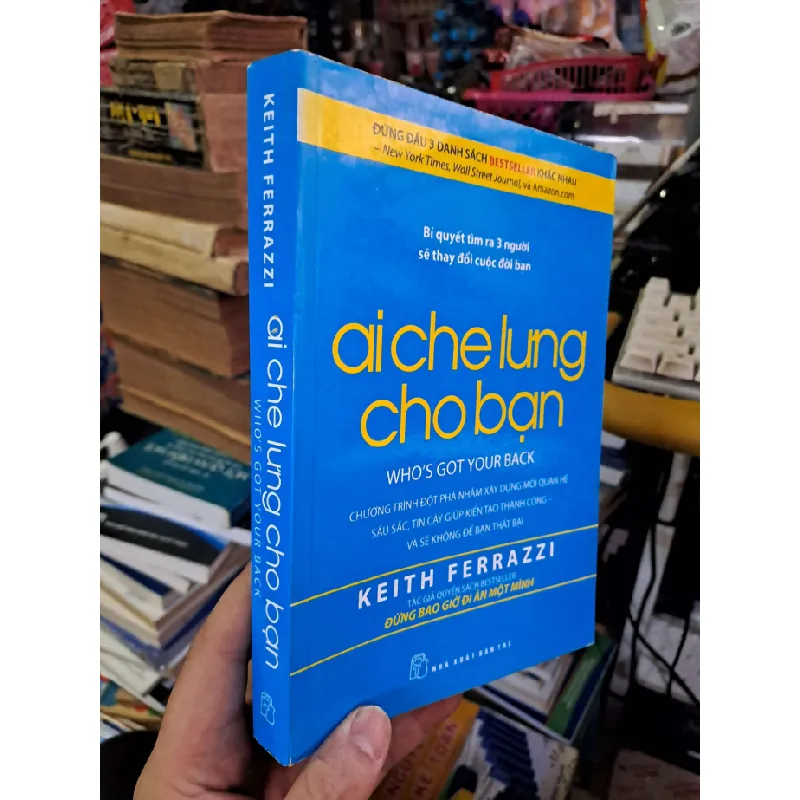 KEITH FERRAZZI
ai che lưng cho bạn
WHO'S GOT YOUR BACK
ĐỨNG ĐẦU 3 DANH SÁCH BESTSELLER KHÁC NHAU
– New York Times, Wall Street Journal, và Amazon.com
Bí quyết tìm ra 3 người
sẽ thay đổi cuộc đời bạn
ai che lưng
cho bạn
WHO'S GOT YOUR BACK
CHƯƠNG TRÌNH ĐỘT PHÁ NHẰM XÂY DỰNG MỐI QUAN HỆ
SÂU SẮC, TIN CẬY GIÚP KIẾN TẠO THÀNH CÔNG –
VÀ SẼ KHÔNG ĐỂ BẠN THẤT BẠI
KEITH FERRAZZI
TÁC GIẢ QUYỂN SÁCH BESTSELLER
ĐỪNG BAO GIỜ ĐI ĂN MỘT MÌNH
NHÀ XUẤT BẢN TRẺ
KẾ TOÁN